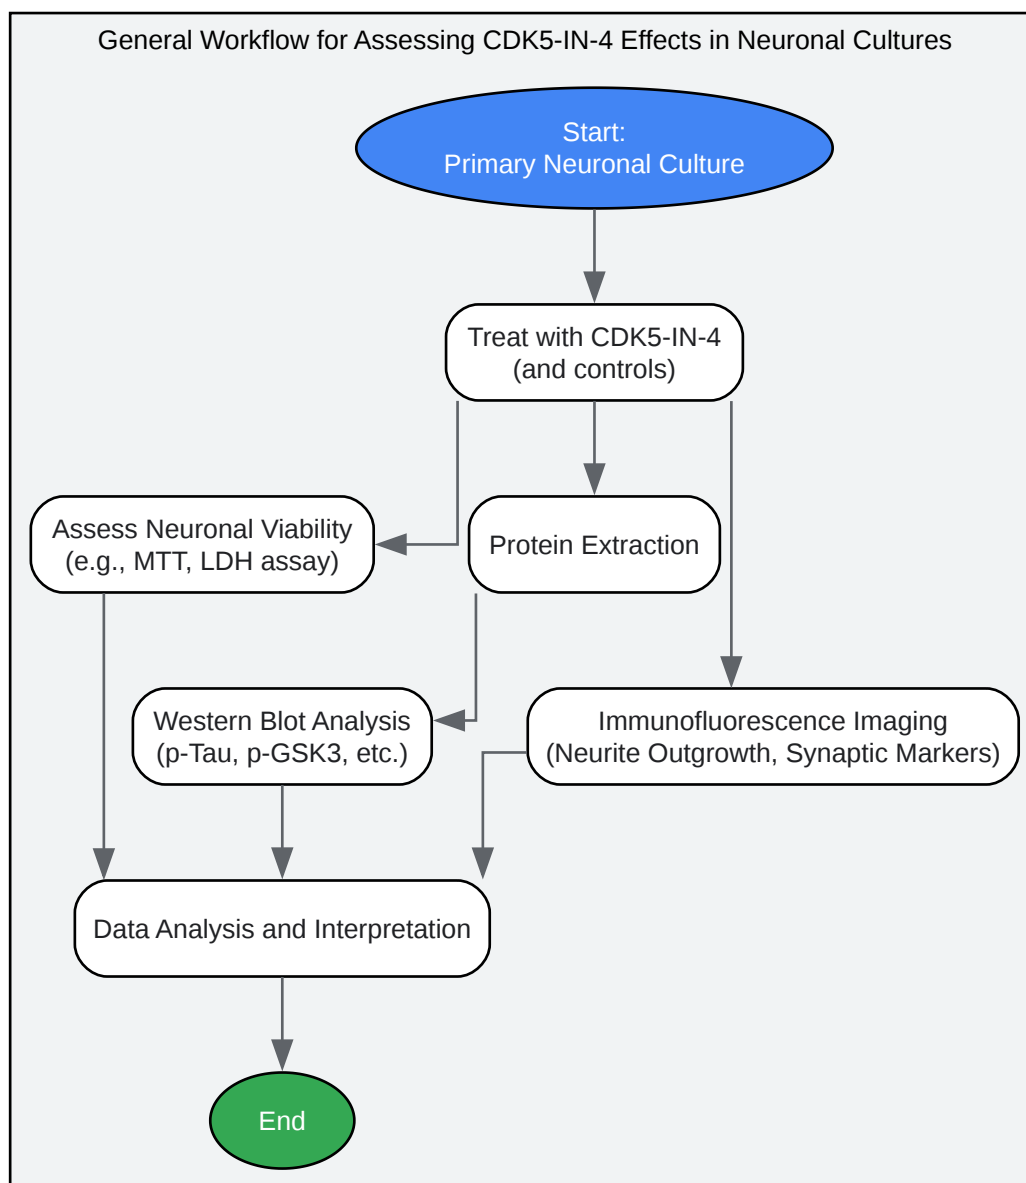 General Workflow for Assessing CDK5-IN-4 Effects in Neuronal Cultures
Start:
Primary Neuronal Culture
Treat with CDK5-IN-4
(and controls)
Assess Neuronal Viability
(e.g., MTT, LDH assay)
Protein Extraction
Western Blot Analysis
(p-Tau, p-GSK3, etc.)
Immunofluorescence Imaging
(Neurite Outgrowth, Synaptic Markers)
Data Analysis and Interpretation
End